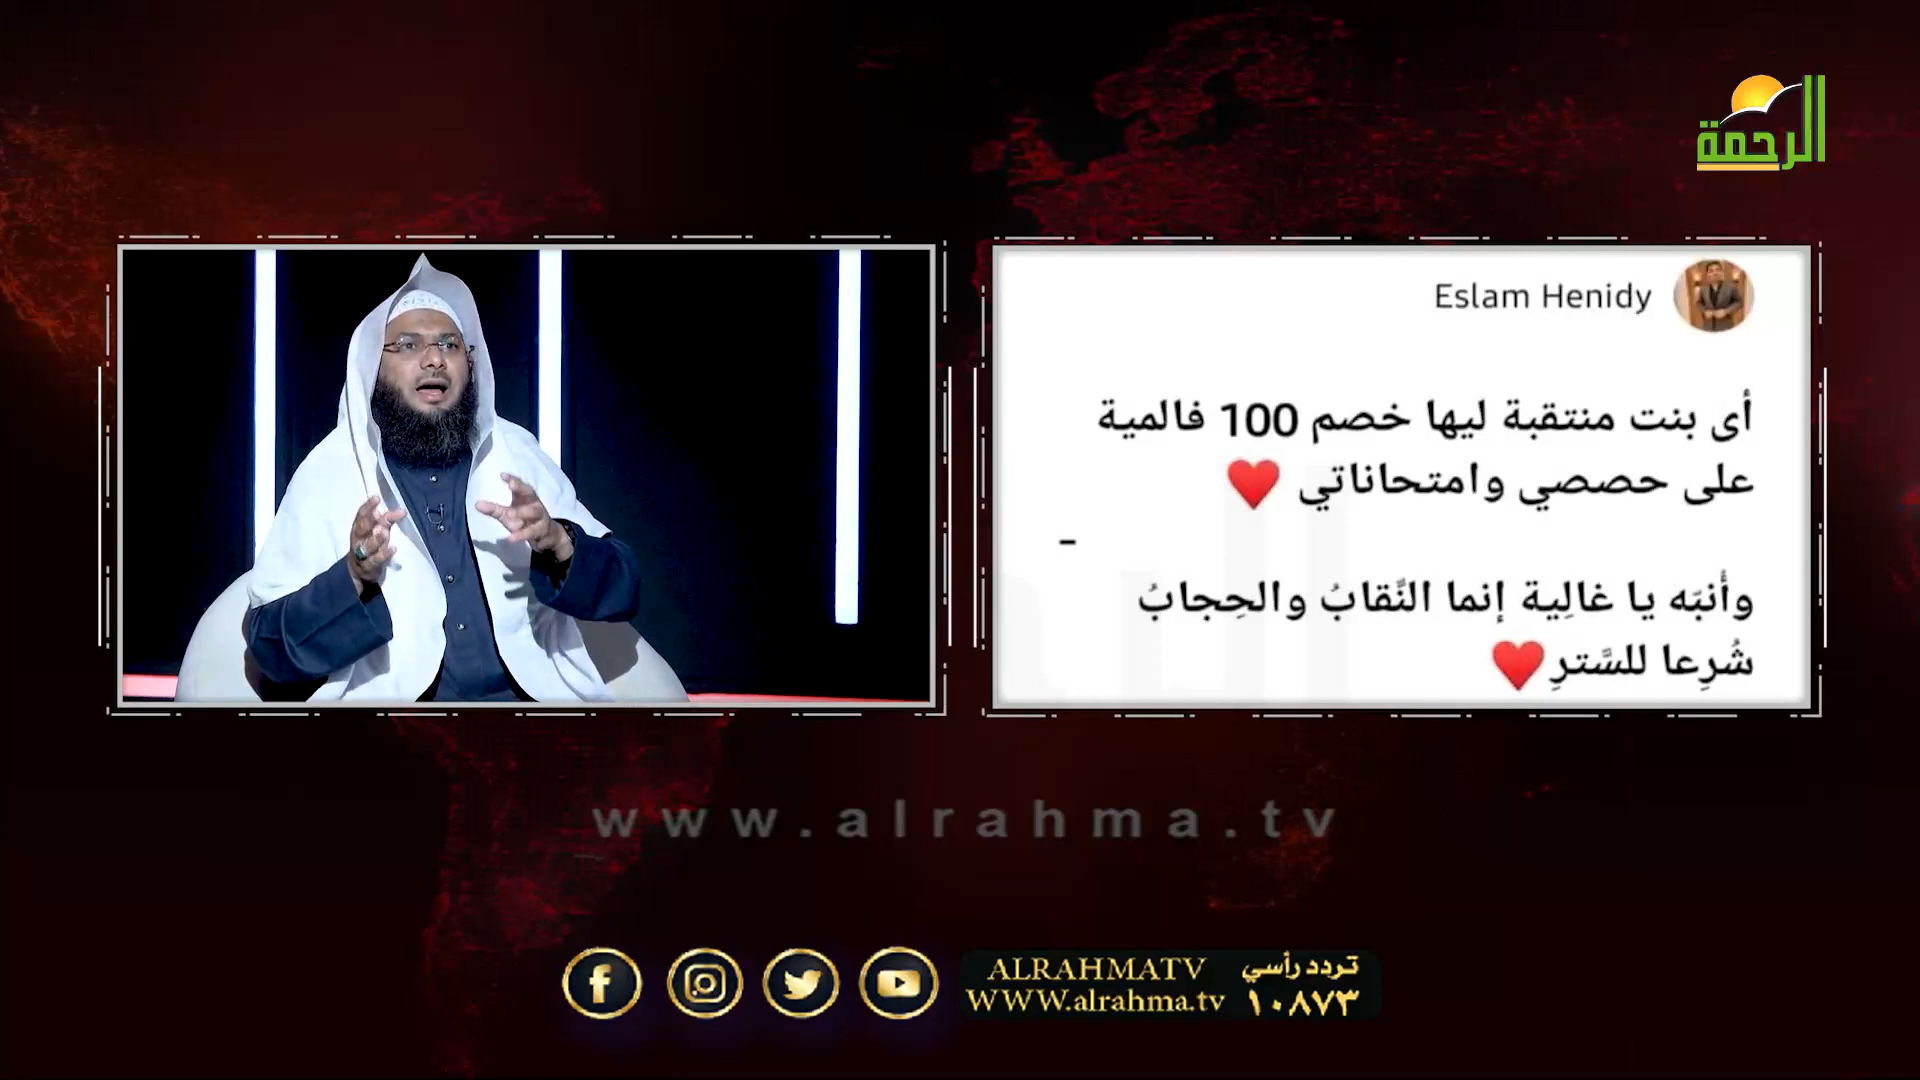 الرحمة
Eslam Henidy
أى بنت منتقبة ليها خصم 100 فالمية
على حصصي وامتحاناتي ❤️
-
وأنبّه يا غالِية إنما النِّقابُ والحِجابُ
شُرِعا للسَّترِ❤️
www.alrahma.tv
ALRAHMATV تردد رأسي
WWW.alrahma.tv ١٠٨٧٣